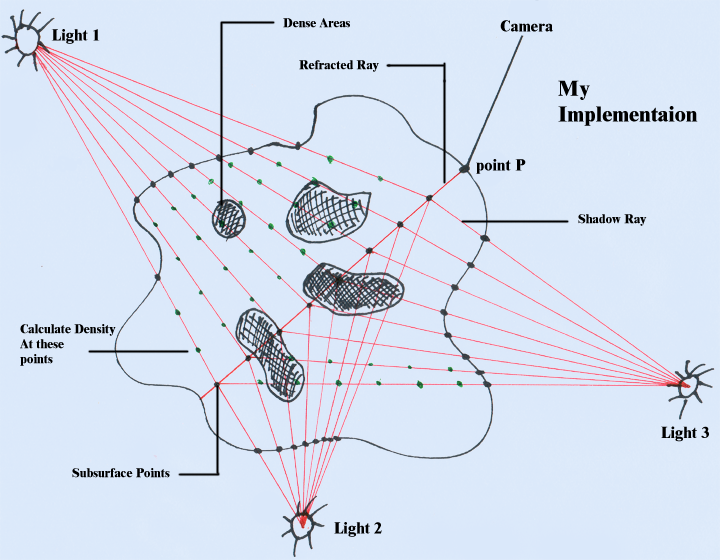 Light 1
Dense Areas
Camera
Refracted Ray
My
Implementaion
point P
Shadow Ray
Calculate Density
At these
points
Light 3
Subsurface Points
Light 2